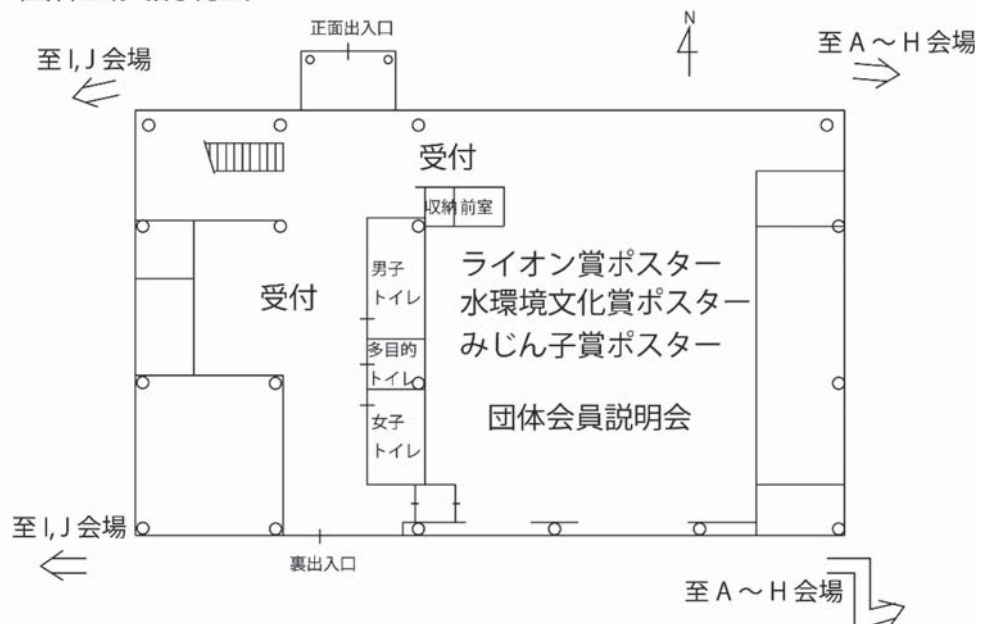 正面出入口
N
至 I, J 会場
至 A ～ H 会場
受付
収納 前室
男子
トイレ
ライオン賞ポスター
水環境文化賞ポスター
受付
みじん子賞ポスター
多目的
トイレ
団体会員説明会
女子
トイレ
至 I, J 会場
裏出入口
至 A ～ H 会場